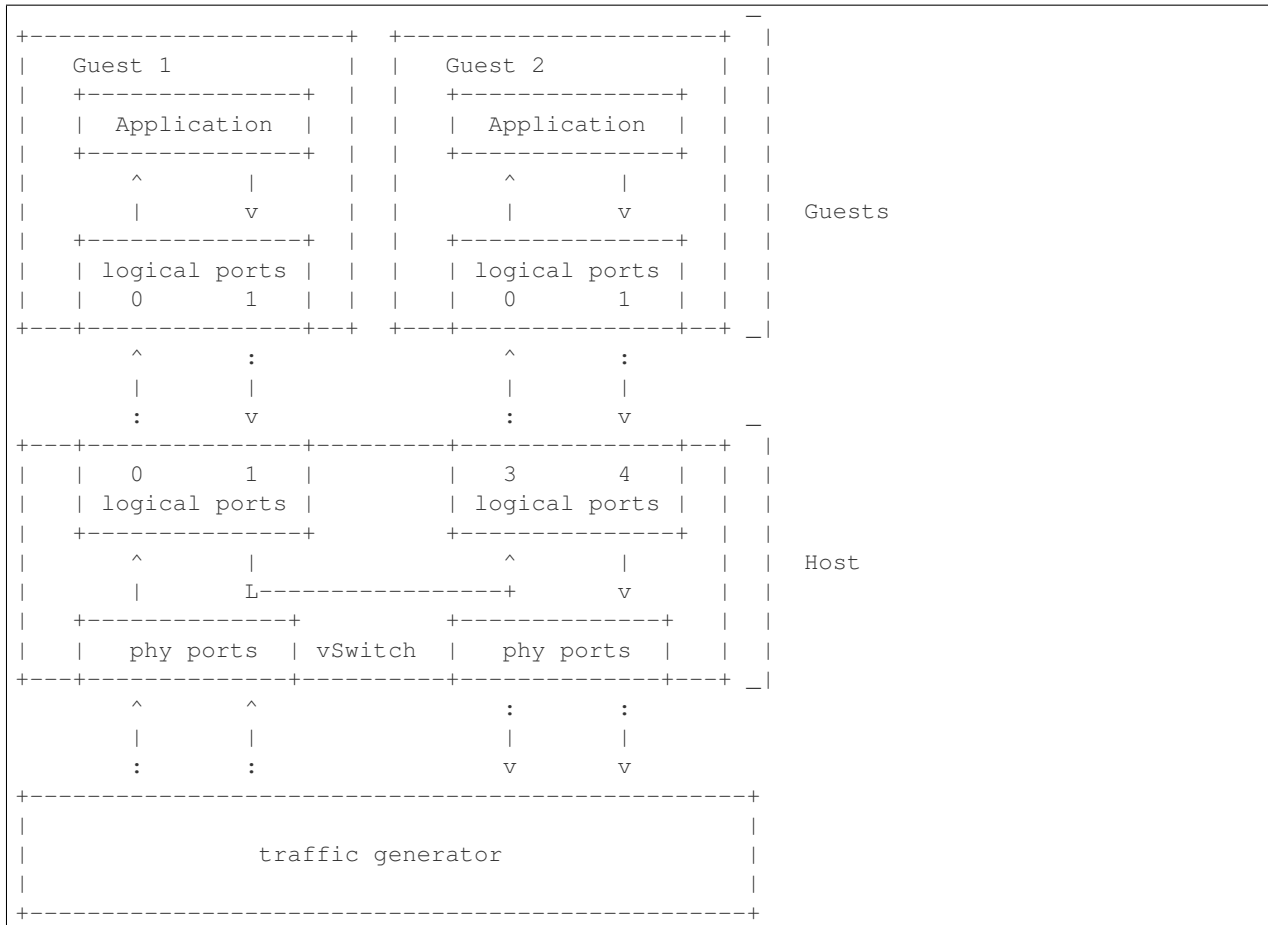 _
+----------------------+  +----------------------+  |
|   Guest 1            |  |   Guest 2            |  |
|   +---------------+  |  |   +---------------+  |  |
|   |  Application  |  |  |   |  Application  |  |  |
|   +---------------+  |  |   +---------------+  |  |
|       ^       |      |  |       ^       |      |  |
|       |       v      |  |       |       v      |  |  Guests
|   +---------------+  |  |   +---------------+  |  |
|   | logical ports |  |  |   | logical ports |  |  |
|   |   0       1   |  |  |   |   0       1   |  |  |
+---+---------------+--+  +---+---------------+--+ _|
        ^       :                 ^       :
        |       |                 |       |
        :       v                 :       v         _
+---+---------------+---------+---------------+--+  |
|   |   0       1   |         |   3       4   |  |  |
|   | logical ports |         | logical ports |  |  |
|   +---------------+         +---------------+  |  |
|       ^       |                 ^       |      |  |  Host
|       |       L-----------------+       v      |  |
|   +--------------+          +--------------+   |  |
|   |   phy ports  | vSwitch  |   phy ports  |   |  |
+---+--------------+----------+--------------+---+ _|
        ^       ^                 :       :
        |       |                 |       |
        :       :                 v       v
+--------------------------------------------------+
|                                                  |
|                traffic generator                 |
|                                                  |
+--------------------------------------------------+